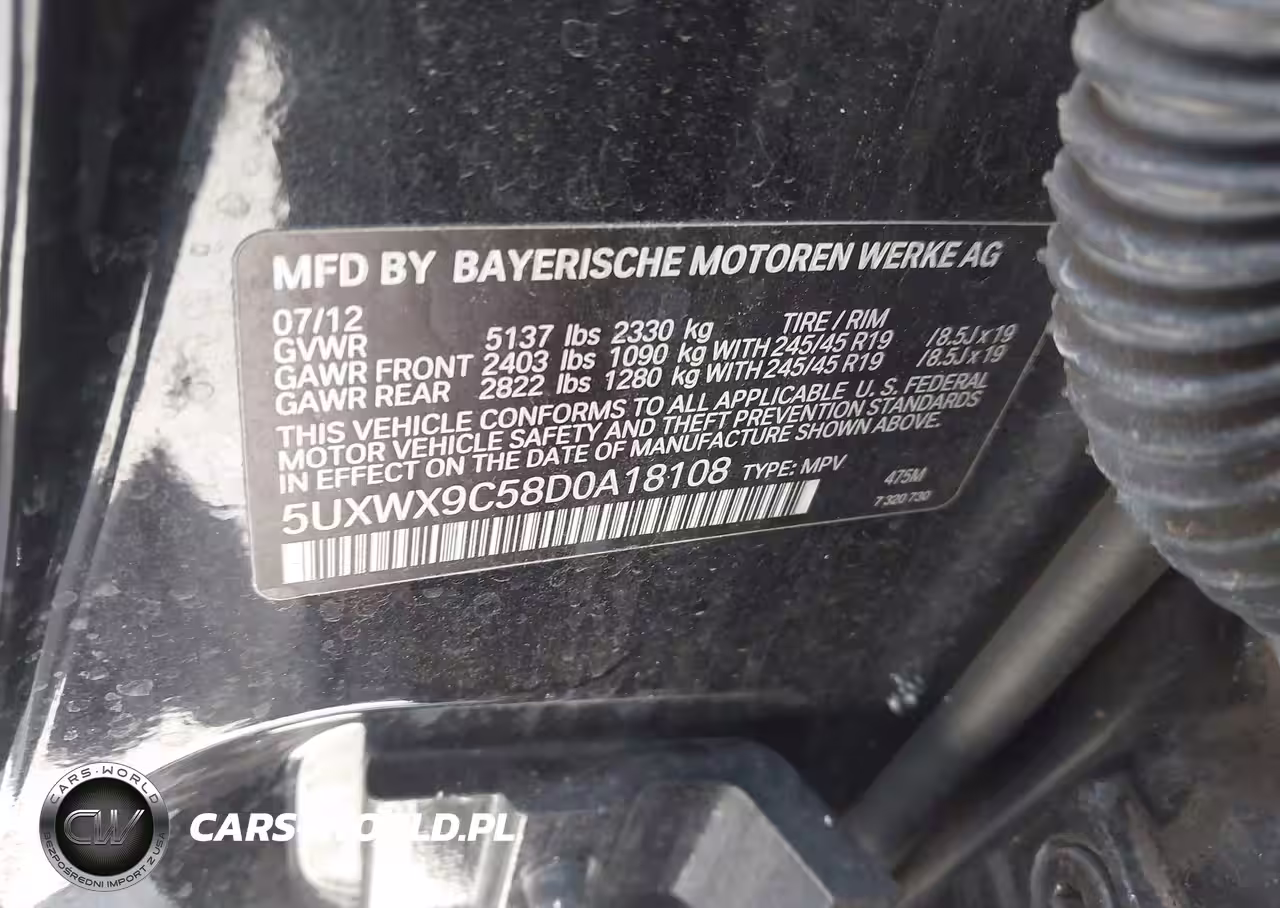 MFD BY BAYERISCHE MOTOREN WERKE AG
07/12
GVWR 5137 lbs 2330 kg TIRE / RIM
GAWR FRONT 2403 lbs 1090 kg WITH 245/45 R19 /8.5J x 19
GAWR REAR 2822 lbs 1280 kg WITH 245/45 R19 /8.5J x 19
THIS VEHICLE CONFORMS TO ALL APPLICABLE U.S. FEDERAL
MOTOR VEHICLE SAFETY AND THEFT PREVENTION STANDARDS
IN EFFECT ON THE DATE OF MANUFACTURE SHOWN ABOVE.
5UXWX9C58D0A18108 TYPE: MPV 475M
7 320 730
CARS-WORLD
CW
BEZPOŚREDNI IMPORT Z USA
CARS-WORLD.PL